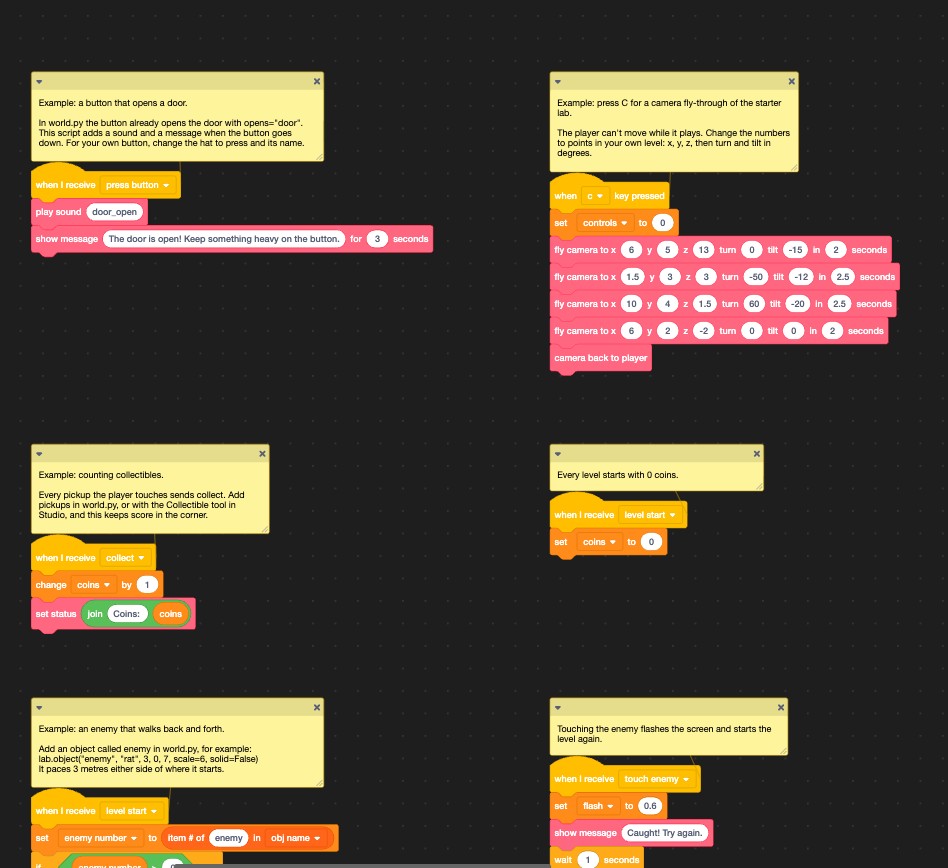 Example: a button that opens a door.
In world.py the button already opens the door with opens="door".
This script adds a sound and a message when the button goes
down. For your own button, change the hat to press and its name.
when I receive press button
play sound door_open
show message The door is open! Keep something heavy on the button. for 3 seconds
Example: press C for a camera fly-through of the starter
lab.
The player can't move while it plays. Change the numbers
to points in your own level: x, y, z, then turn and tilt in
degrees.
when c key pressed
set controls to 0
fly camera to x 6 y 5 z 13 turn 0 tilt -15 in 2 seconds
fly camera to x 1.5 y 3 z 3 turn -50 tilt -12 in 2.5 seconds
fly camera to x 10 y 4 z 1.5 turn 60 tilt -20 in 2.5 seconds
fly camera to x 6 y 2 z -2 turn 0 tilt 0 in 2 seconds
camera back to player
Example: counting collectibles.
Every pickup the player touches sends collect. Add
pickups in world.py, or with the Collectible tool in
Studio, and this keeps score in the corner.
when I receive collect
change coins by 1
set status join Coins: coins
Every level starts with 0 coins.
when I receive level start
set coins to 0
Example: an enemy that walks back and forth.
Add an object called enemy in world.py, for example:
lab.object("enemy", "rat", 3, 0, 7, scale=6, solid=False)
It paces 3 metres either side of where it starts.
when I receive level start
set enemy number to item # of enemy in obj name
if enemy number
Touching the enemy flashes the screen and starts the
level again.
when I receive touch enemy
set flash to 0.6
show message Caught! Try again.
wait 1 seconds